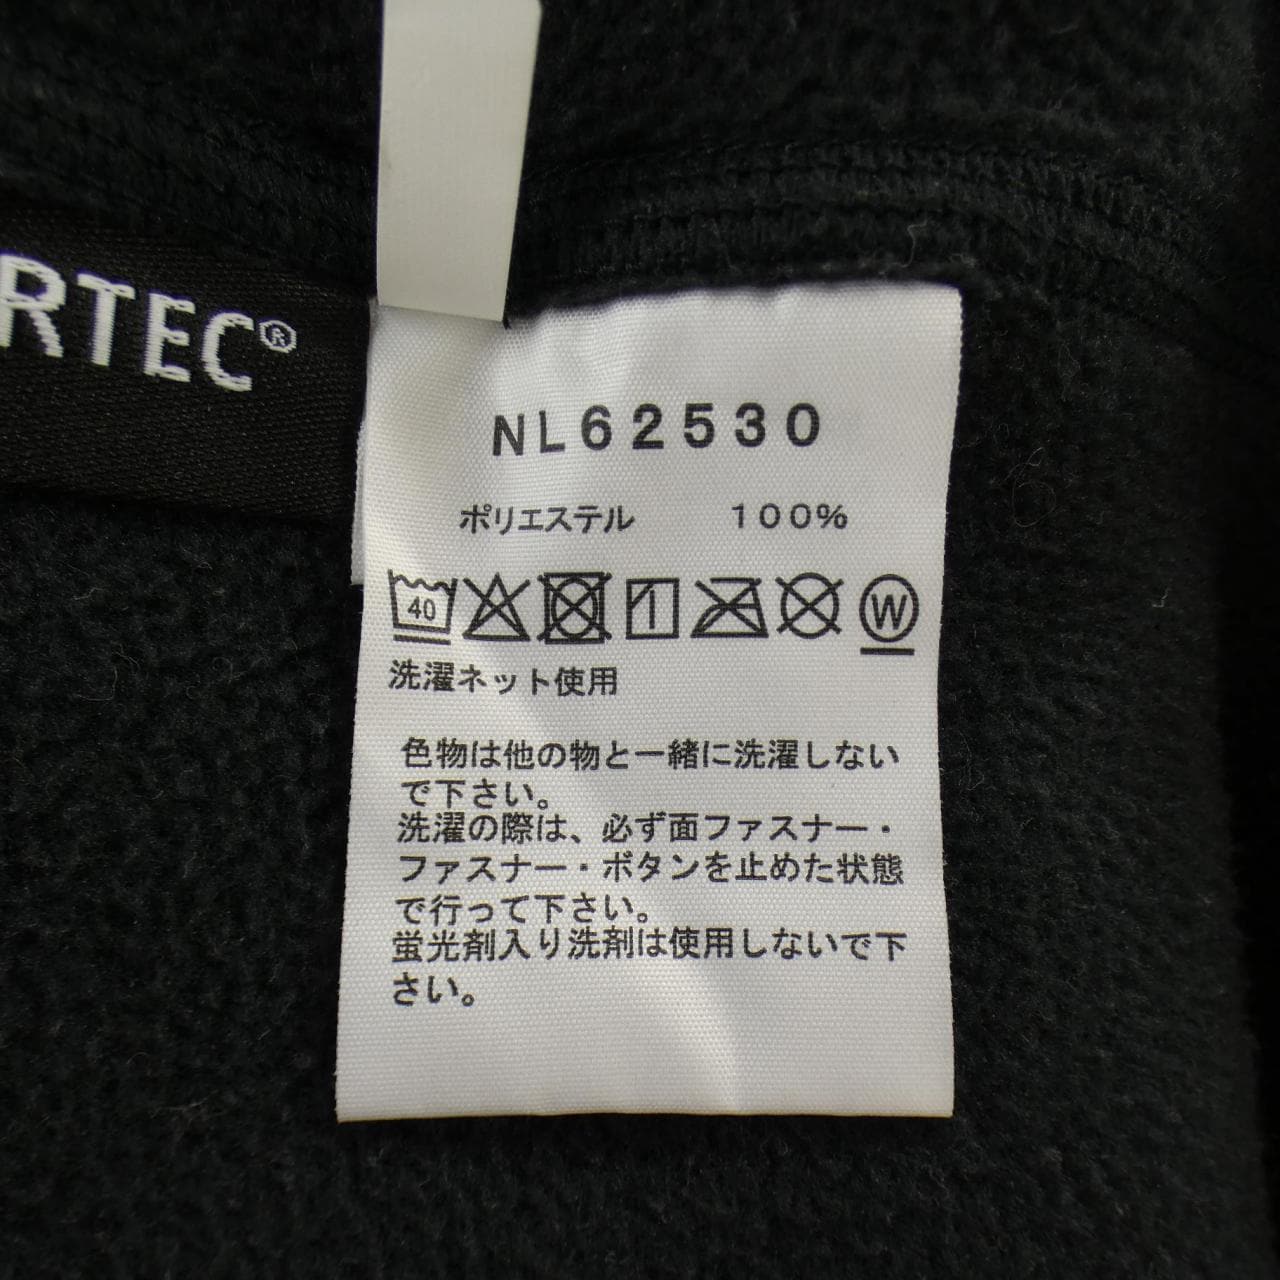 RTEC®
NL62530
ポリエステル 100%
40 W
洗濯ネット使用
色物は他の物と一緒に洗濯しない
で下さい。
洗濯の際は、必ず面ファスナー・
ファスナー・ボタンを止めた状態
で行って下さい。
蛍光剤入り洗剤は使用しないで下
さい。